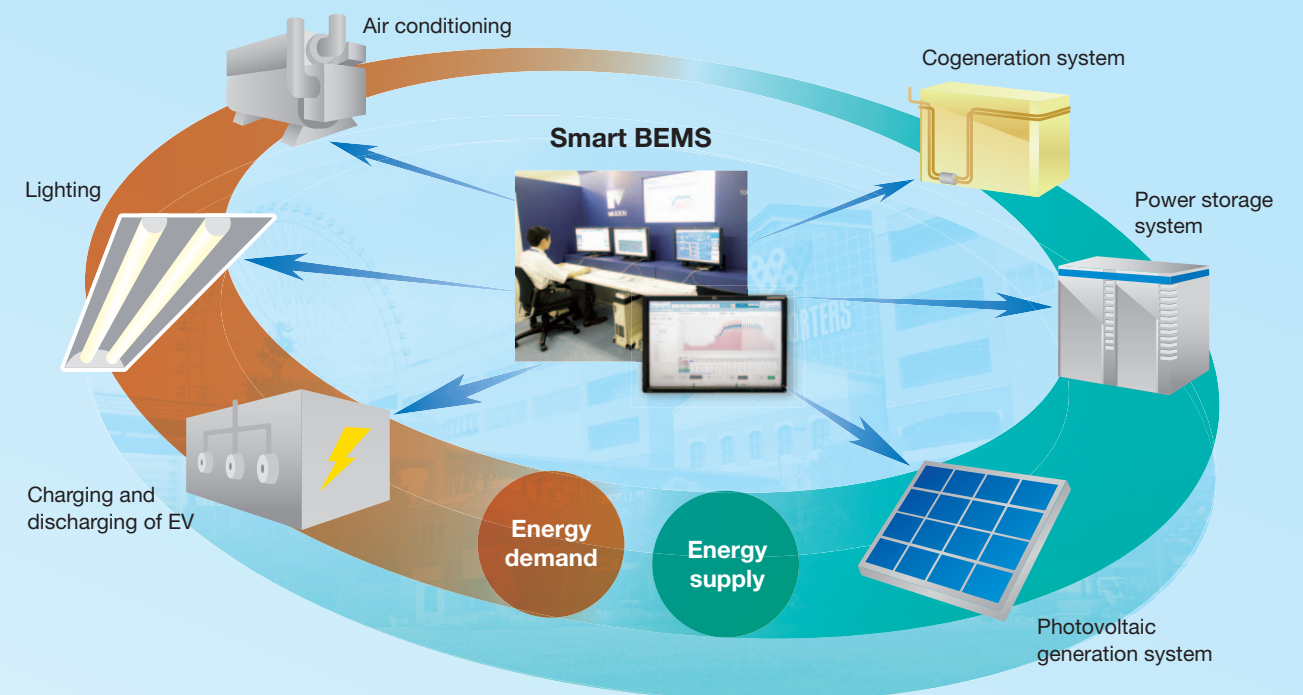 Air conditioning
Cogeneration system
Smart BEMS
Lighting
Power storage
system
Charging and
discharging of EV
Energy
demand
Energy
supply
Photovoltaic
generation system